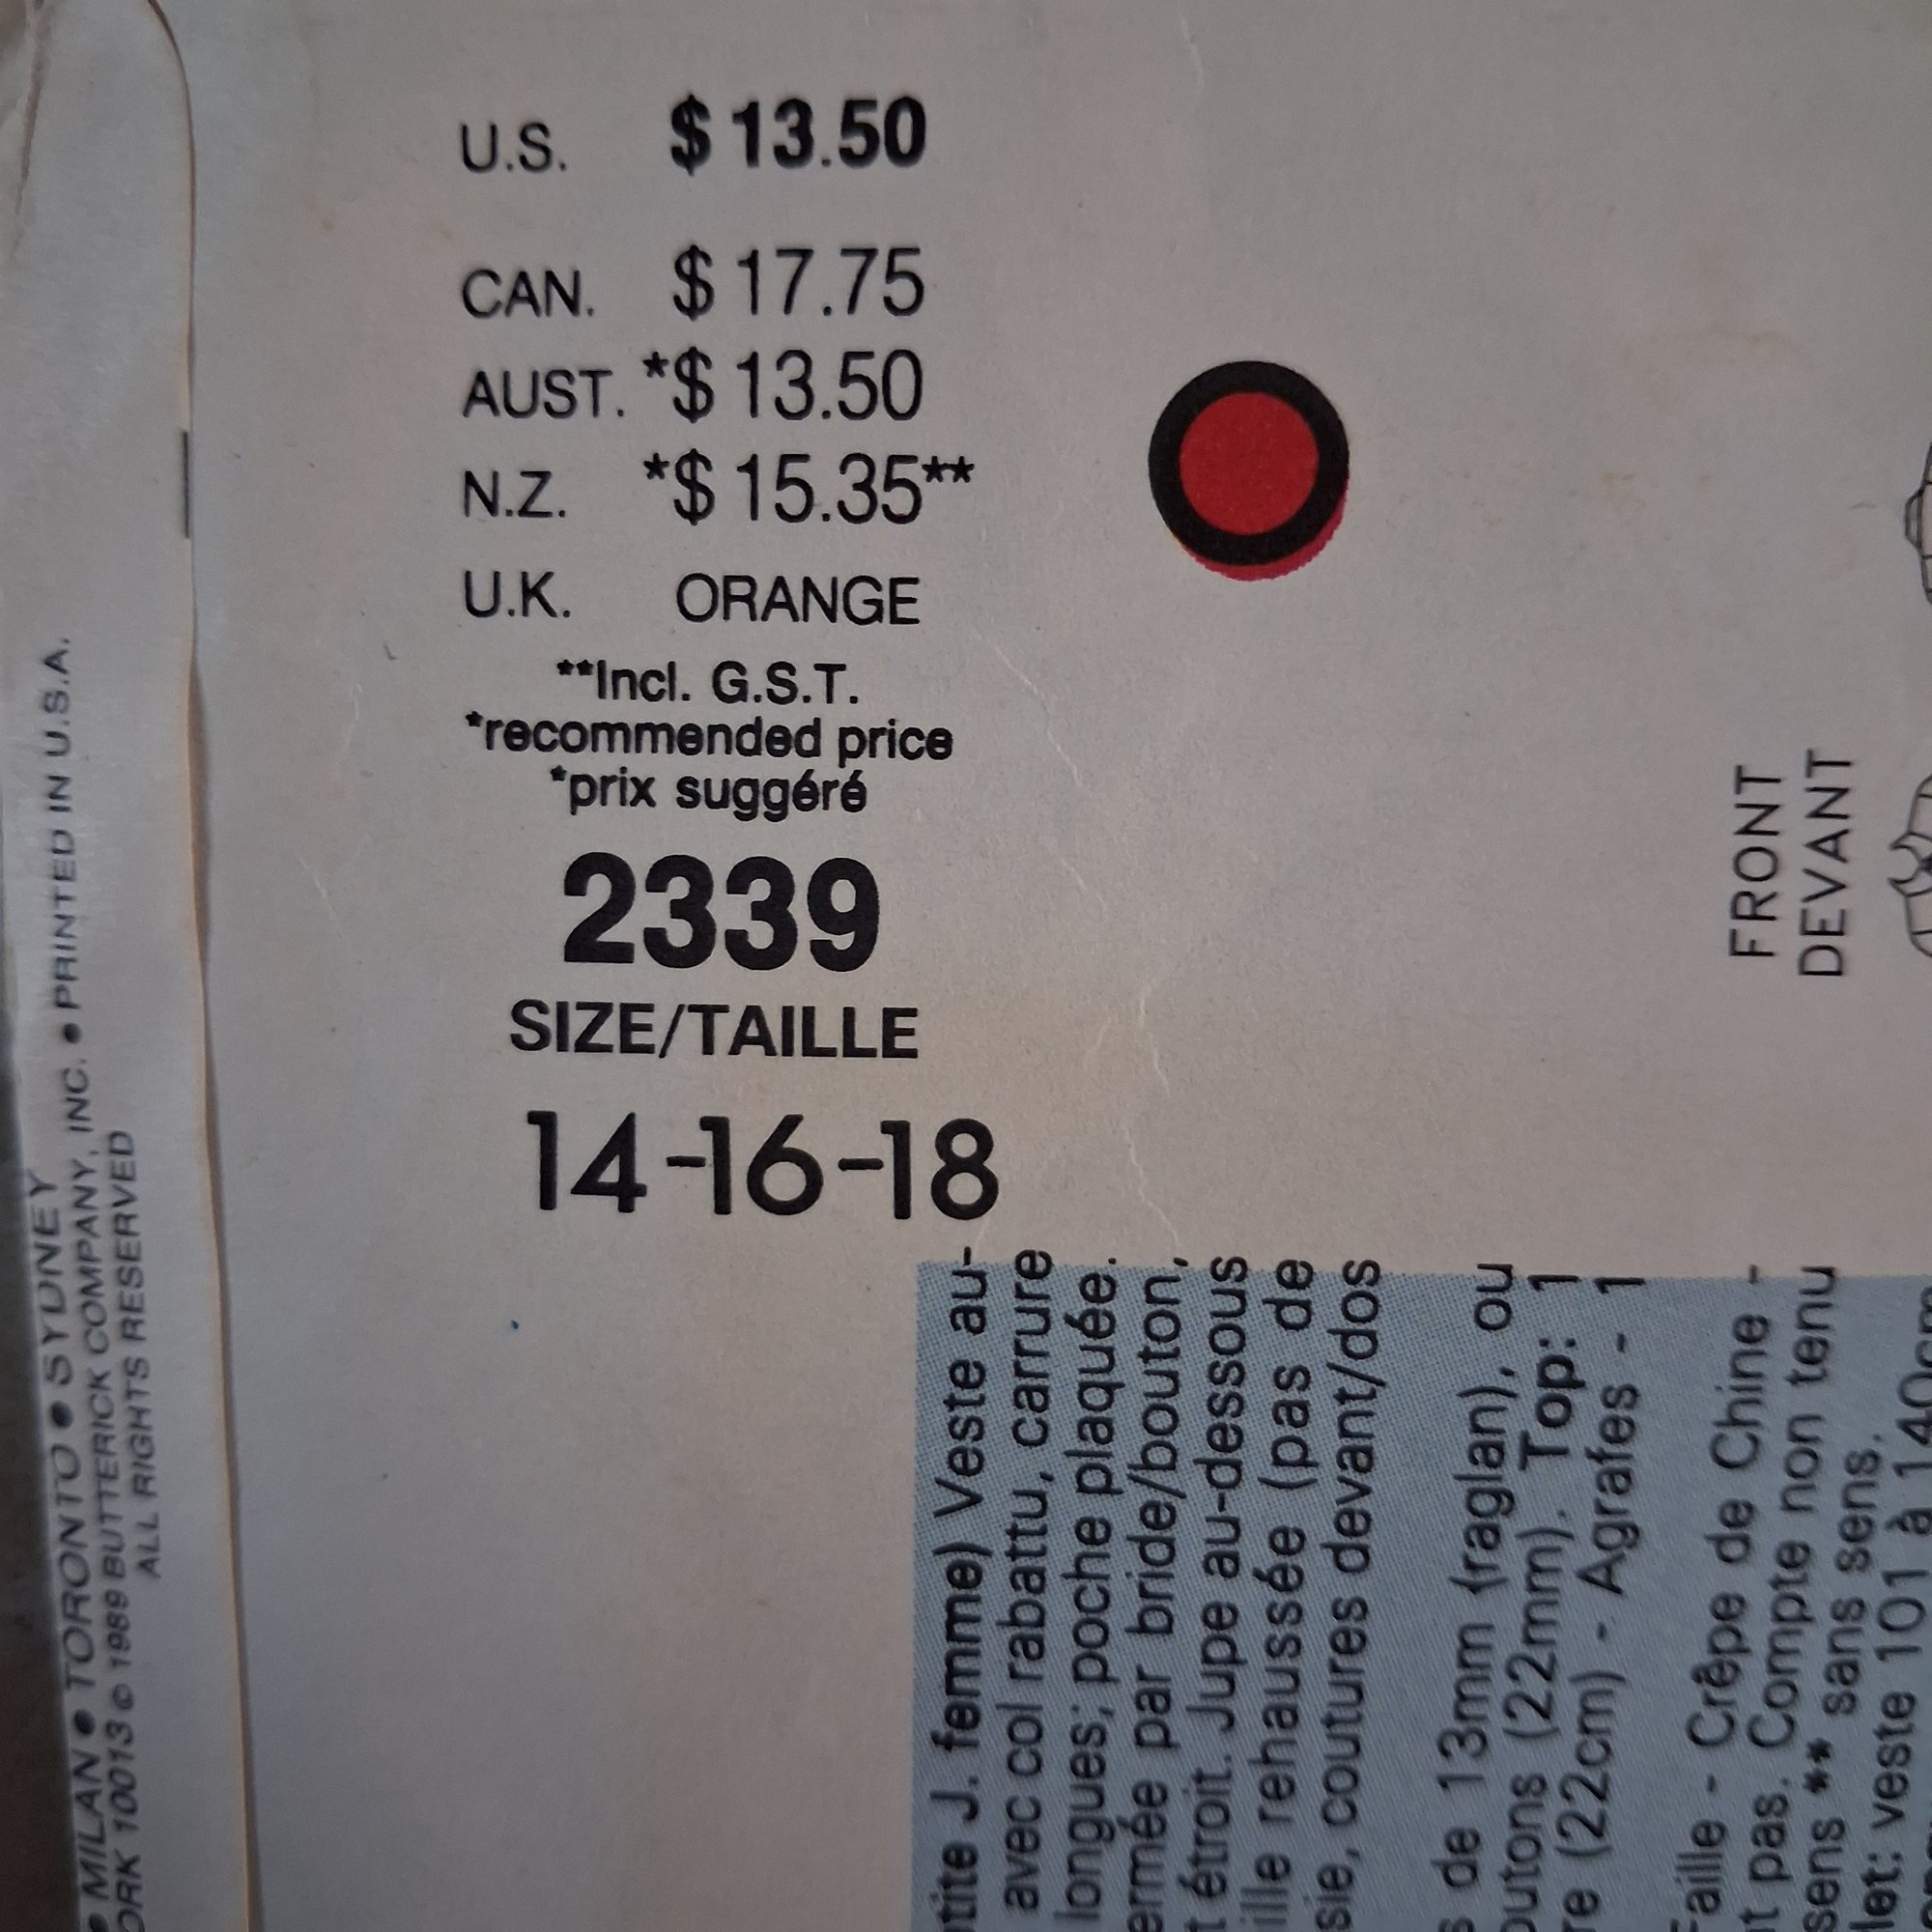 U.S. $ 13.50
CAN. $ 17.75
AUST. *$ 13.50
N.Z. *$ 15.35**
U.K. ORANGE
**Incl. G.S.T.
*recommended price
*prix suggéré
2339
SIZE/TAILLE
14-16-18
FRONT
DEVANT
• MILAN • TORONTO • SYDNEY
10013 © 1989 BUTTERICK COMPANY, INC. • PRINTED IN U.S.A.
ALL RIGHTS RESERVED
J. femme) Veste au-
avec col rabattu, carrure
longues; poche plaquée.
par bride/bouton,
étroit. Jupe au-dessous
rehaussée (pas de
coutures devant/dos
de 13mm (raglan), ou
(22mm). Top: 1
(22cm) - Agrafes - 1
- Crêpe de Chine -
pas. Compte non tenu
sens ** sans sens.
veste 101 à 140cm